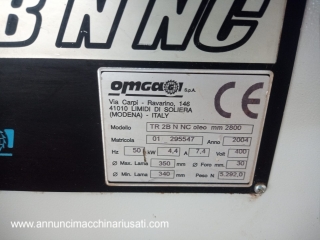 B N NC
omga S.p.A.
Via Carpi - Ravarino, 146
41010 LIMIDI DI SOLIERA
(MODENA) - ITALY
CE
Modello TR 2B N NC oleo mm 2800
Matricola 01 295547 Anno 2004
Hz 50 kW 4,4 A 7,4 Volt 400
Ø Max. Lama 350 mm Ø Foro mm 30
Ø Min. Lama 340 mm Peso N 5.292,0
www.annuncimacchinariusati.com